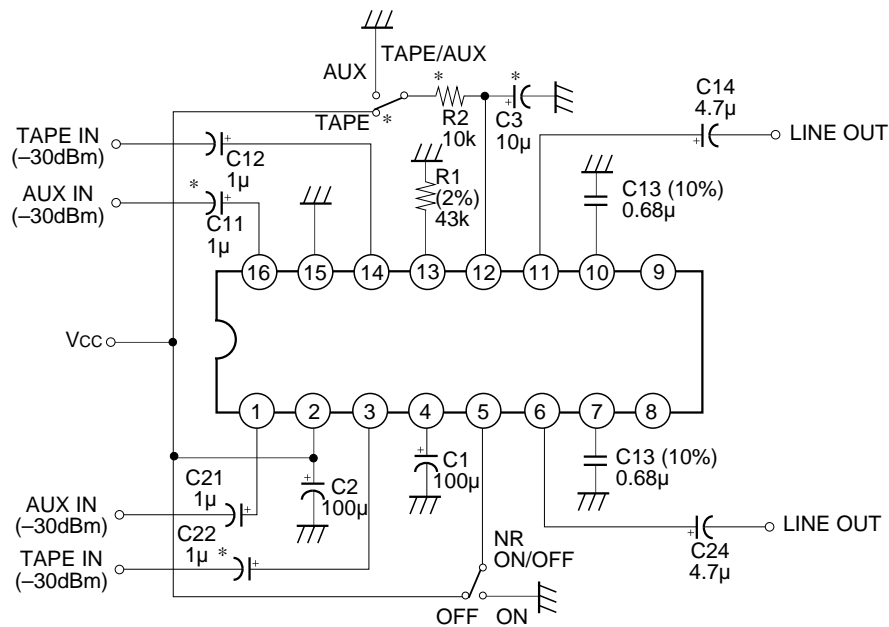 TAPE/AUX
AUX
TAPE
*
*
R2
10k
*
C3
10µ
C14
4.7µ
LINE OUT
TAPE IN
(–30dBm)
C12
1µ
AUX IN
(–30dBm)
*
C11
1µ
R1
(2%)
43k
C13 (10%)
0.68µ
16
15
14
13
12
11
10
9
VCC
1
2
3
4
5
6
7
8
C21
1µ
C2
100µ
C1
100µ
C13 (10%)
0.68µ
AUX IN
(–30dBm)
C22
1µ
*
TAPE IN
(–30dBm)
NR
ON/OFF
OFF
ON
C24
4.7µ
LINE OUT